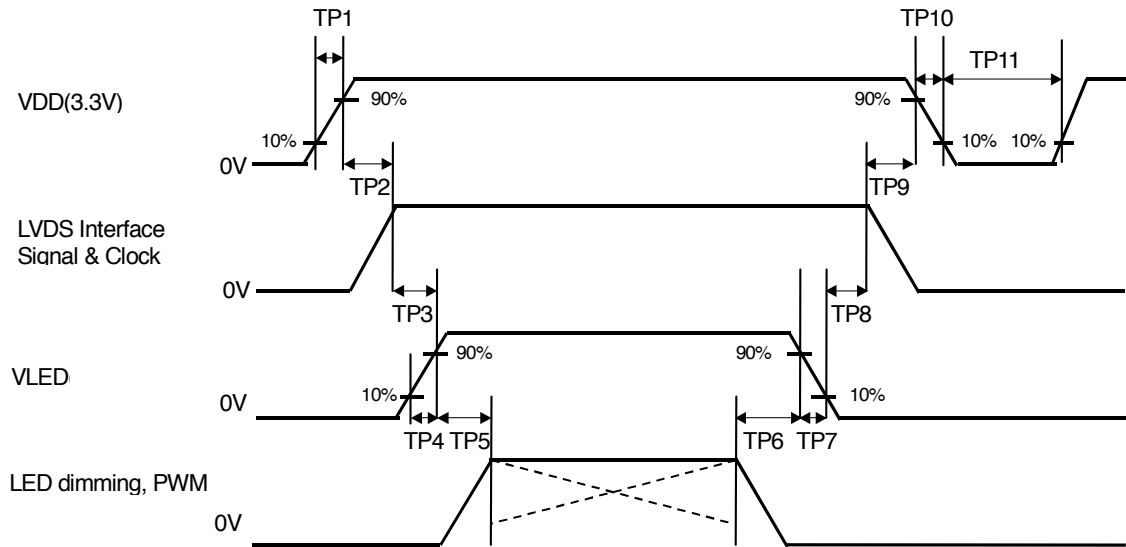 TP1
TP10
TP11
VDD(3.3V)
90%
90%
10%
10%
10%
0V
TP2
TP9
LVDS Interface
Signal & Clock
0V
TP3
TP8
90%
90%
VLED
10%
10%
0V
TP4
TP5
TP6
TP7
LED dimming, PWM
0V